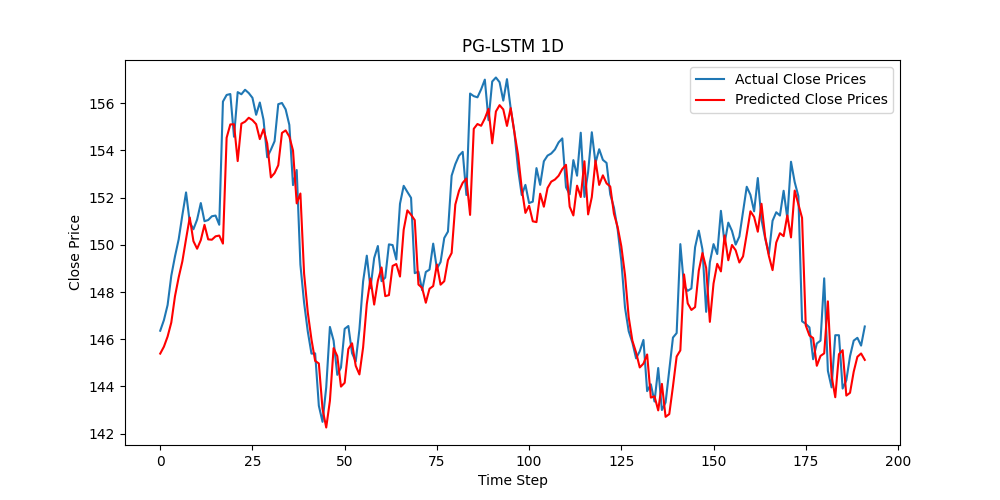 PG-LSTM 1D
Actual Close Prices
Predicted Close Prices
Close Price
156
154
152
150
148
146
144
142
0 25 50 75 100 125 150 175 200
Time Step